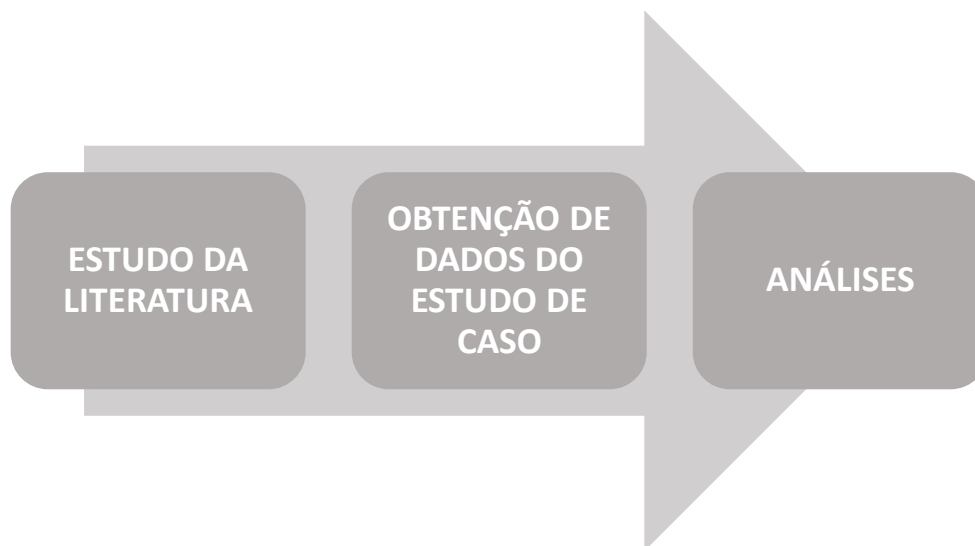 ESTUDO DA
LITERATURA
OBTENÇÃO DE
DADOS DO
ESTUDO DE
CASO
ANÁLISES